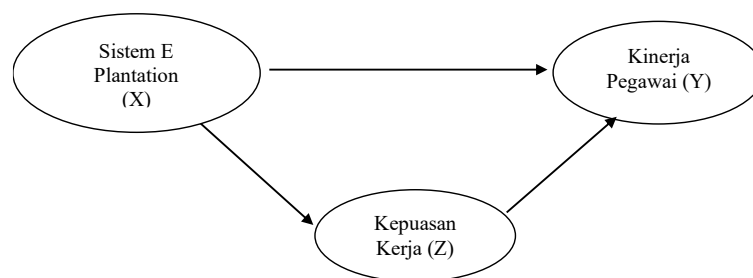 Sistem E
Plantation
(X)
Kinerja
Pegawai (Y)
Kepuasan
Kerja (Z)